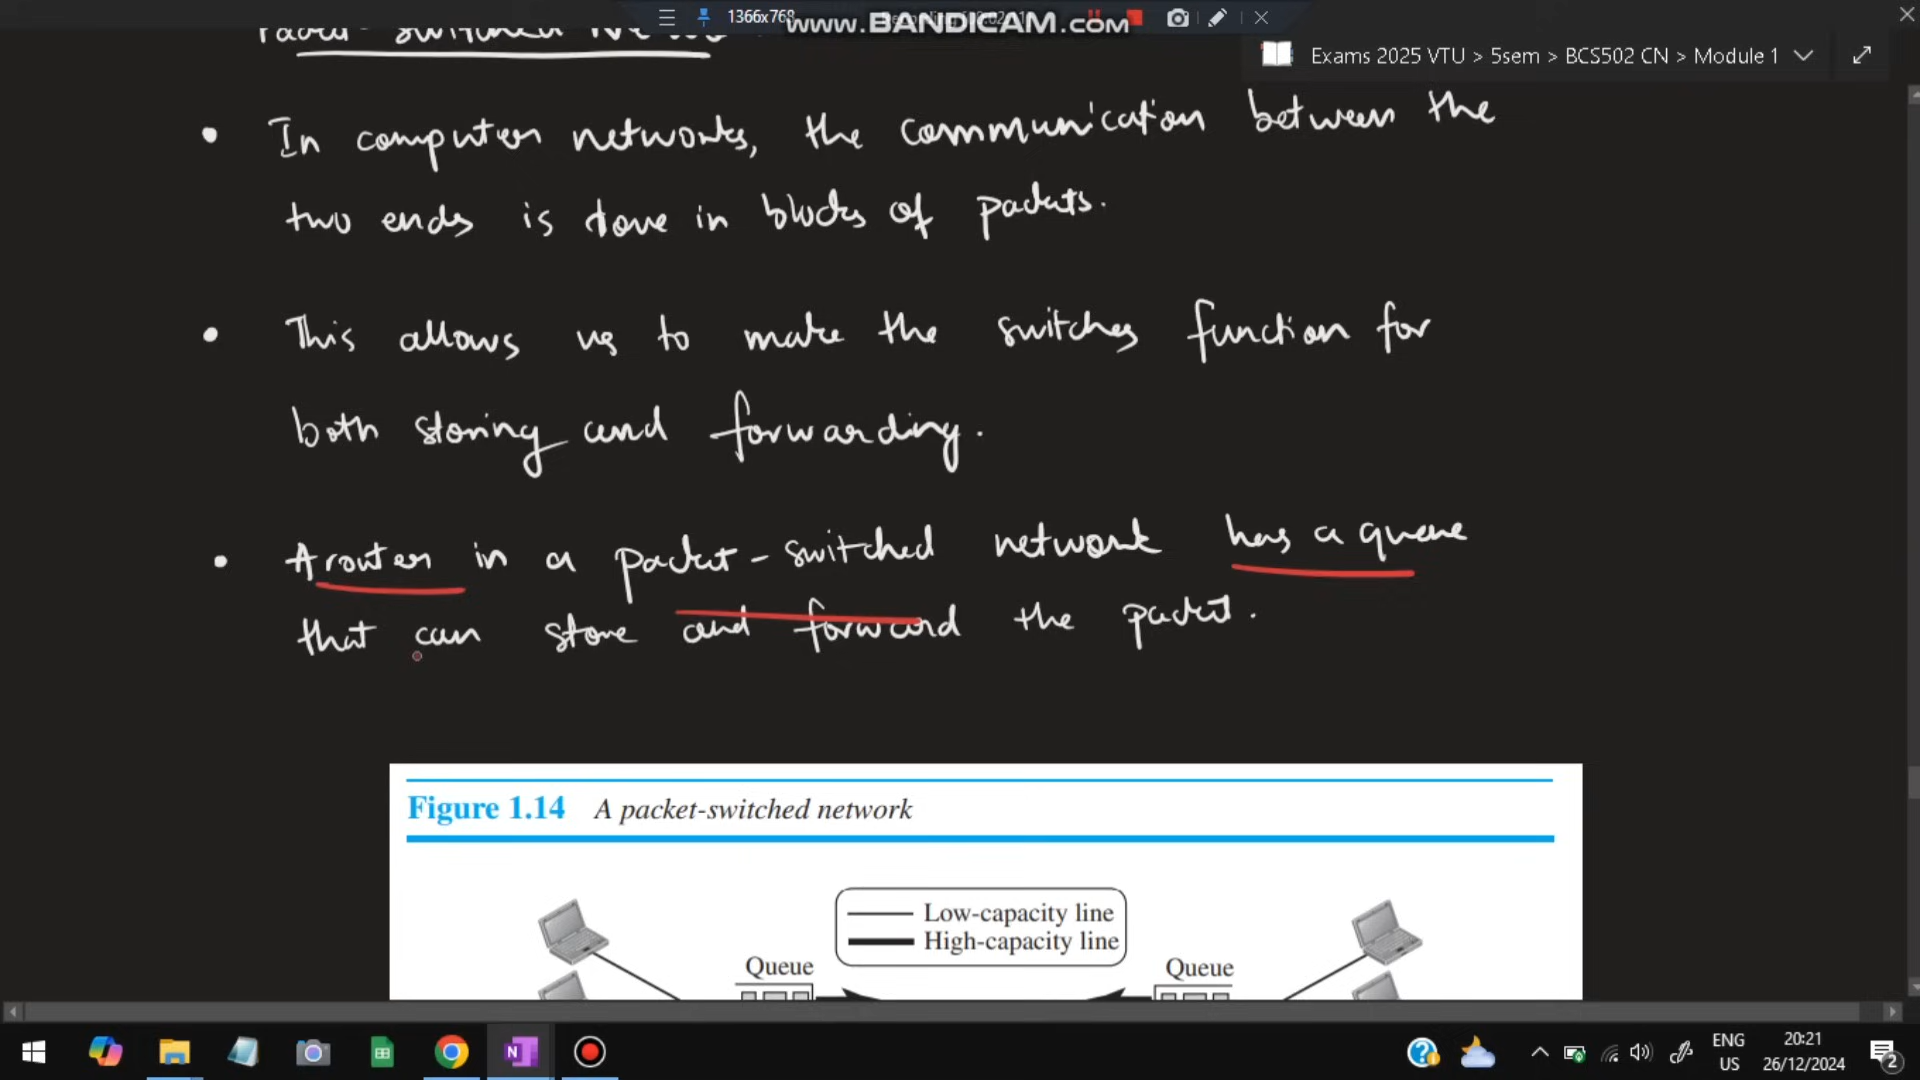 1366x768
www.BANDICAM.com
Exams 2025 VTU > 5sem > BCS502 CN > Module 1
Packet-switched
• In computer networks, the communication between the
two ends is done in blocks of packets.
• This allows us to make the switches function for
both storing and forwarding.
• A router in a packet-switched network has a queue
that can store and forward the packet.
Figure 1.14 A packet-switched network
Low-capacity line
High-capacity line
Queue
Queue
ENG
US
20:21
26/12/2024
2